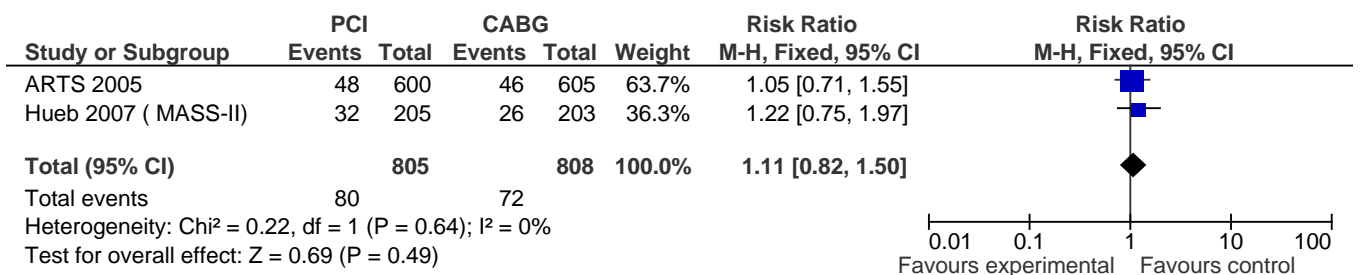 PCI CABG Risk Ratio Risk Ratio
Study or Subgroup Events Total Events Total Weight M-H, Fixed, 95% CI M-H, Fixed, 95% CI
ARTS 2005 48 600 46 605 63.7% 1.05 [0.71, 1.55]
Hueb 2007 ( MASS-II) 32 205 26 203 36.3% 1.22 [0.75, 1.97]
Total (95% CI) 805 808 100.0% 1.11 [0.82, 1.50]
Total events 80 72
Heterogeneity: Chi² = 0.22, df = 1 (P = 0.64); I² = 0%
Test for overall effect: Z = 0.69 (P = 0.49)
0.01 0.1 1 10 100
Favours experimental Favours control